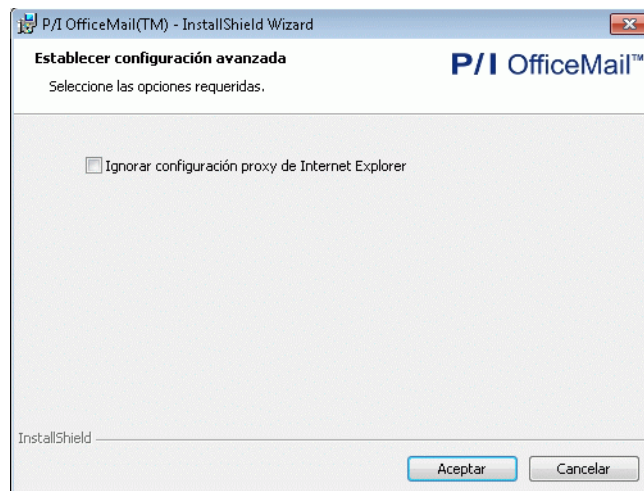 P/I OfficeMail(TM) - InstallShield Wizard
Establecer configuración avanzada
P/I OfficeMail™
Seleccione las opciones requeridas.
Ignorar configuración proxy de Internet Explorer
InstallShield
Aceptar
Cancelar